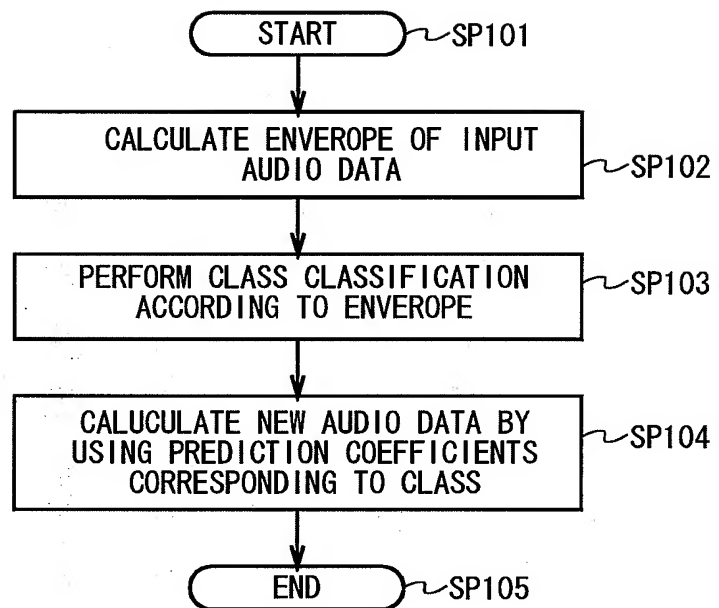 START
SP101
CALCULATE ENVEROPE OF INPUT
AUDIO DATA
SP102
PERFORM CLASS CLASSIFICATION
ACCORDING TO ENVEROPE
SP103
CALUCULATE NEW AUDIO DATA BY
USING PREDICTION COEFFICIENTS
CORRESPONDING TO CLASS
SP104
END
SP105